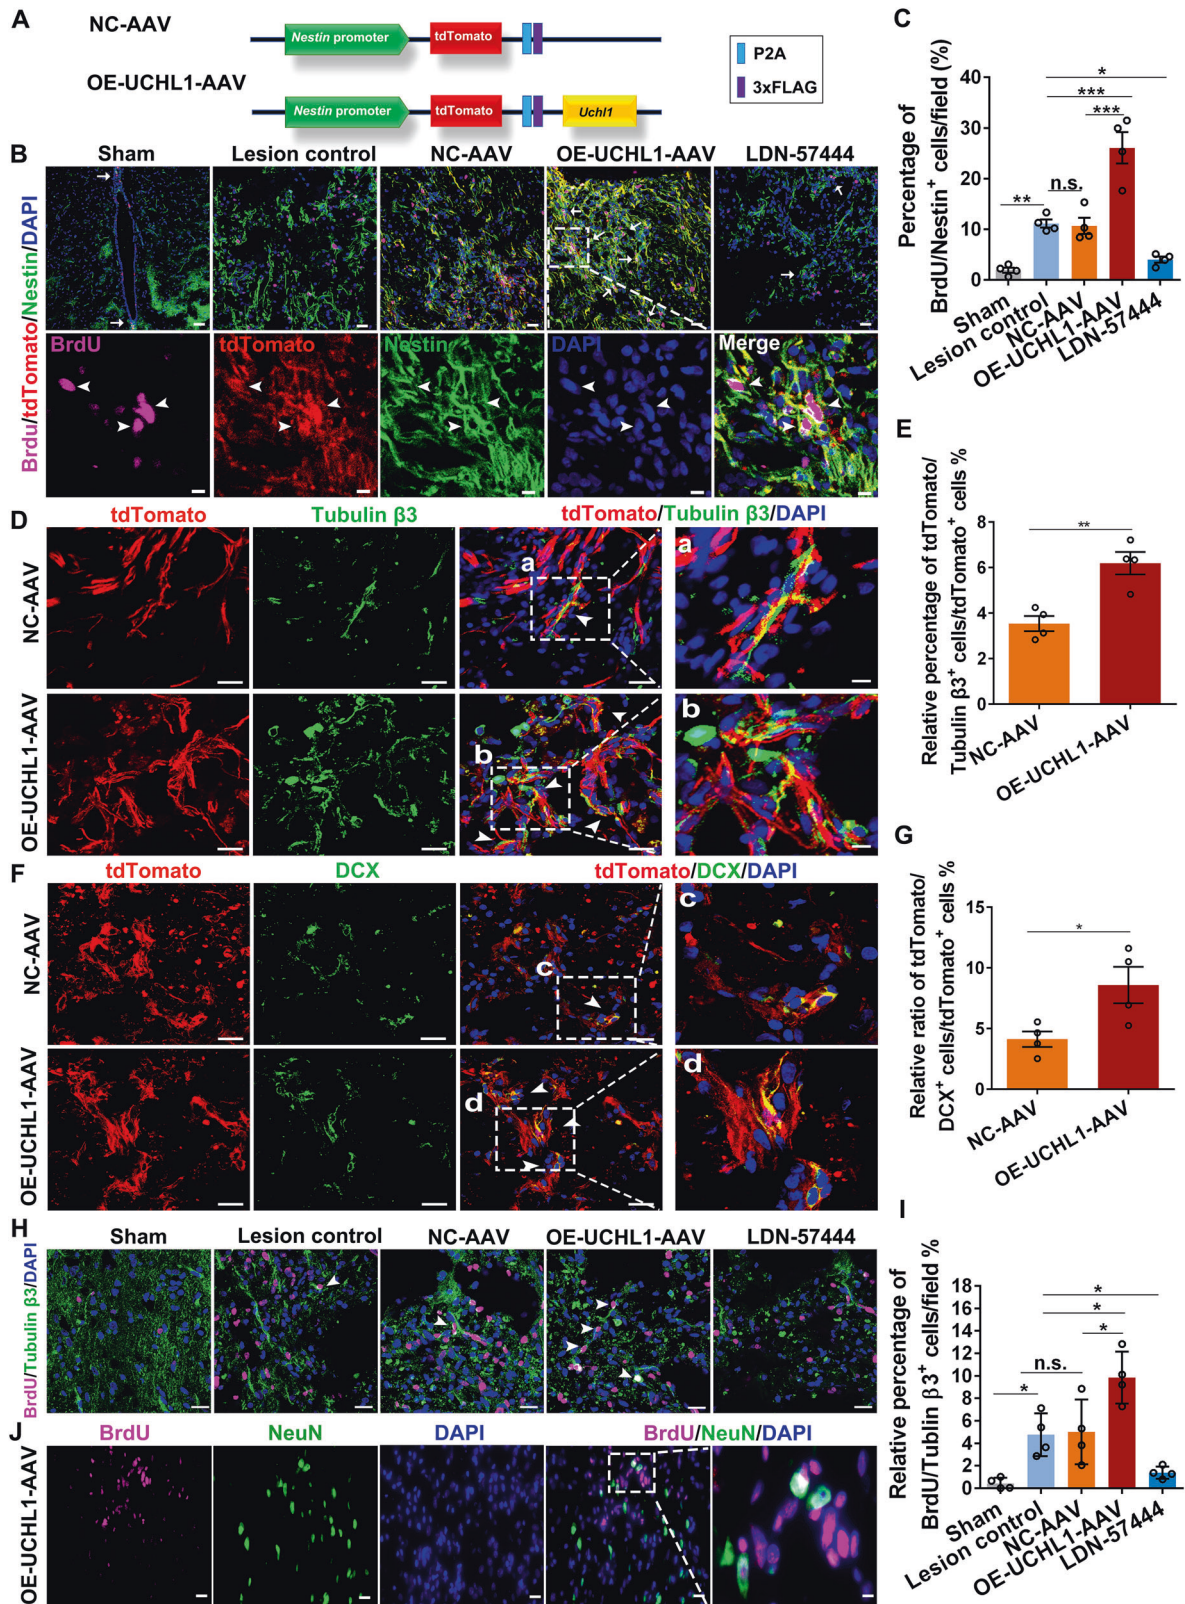 A
NC-AAV
Nestin promoter
tdTomato
OE-UCHL1-AAV
Nestin promoter
tdTomato
Uchl1
P2A
3xFLAG
B
Sham
Lesion control
NC-AAV
OE-UCHL1-AAV
LDN-57444
Brdu/tdTomato/Nestin/DAPI
BrdU
tdTomato
Nestin
DAPI
Merge
C
Percentage of
BrdU/Nestin⁺ cells/field (%)
40
30
20
10
0
*
***
***
n.s.
**
Sham
Lesion control
NC-AAV
OE-UCHL1-AAV
LDN-57444
D
tdTomato
Tubulin β3
tdTomato/Tubulin β3/DAPI
NC-AAV
a
a
OE-UCHL1-AAV
b
b
E
Relative percentage of tdTomato/
Tubulin β3⁺ cells/tdTomato⁺ cells %
8
6
4
2
0
**
NC-AAV
OE-UCHL1-AAV
F
tdTomato
DCX
tdTomato/DCX/DAPI
NC-AAV
c
c
OE-UCHL1-AAV
d
d
G
Relative ratio of tdTomato/
DCX⁺ cells/tdTomato⁺ cells %
15
10
5
0
*
NC-AAV
OE-UCHL1-AAV
H
Sham
Lesion control
NC-AAV
OE-UCHL1-AAV
LDN-57444
BrdU/Tubulin β3/DAPI
I
Relative percentage of
BrdU/Tublin β3⁺ cells/field %
18
16
14
12
10
8
6
4
2
0
*
*
*
n.s.
*
Sham
Lesion control
NC-AAV
OE-UCHL1-AAV
LDN-57444
J
BrdU
NeuN
DAPI
BrdU/NeuN/DAPI
OE-UCHL1-AAV